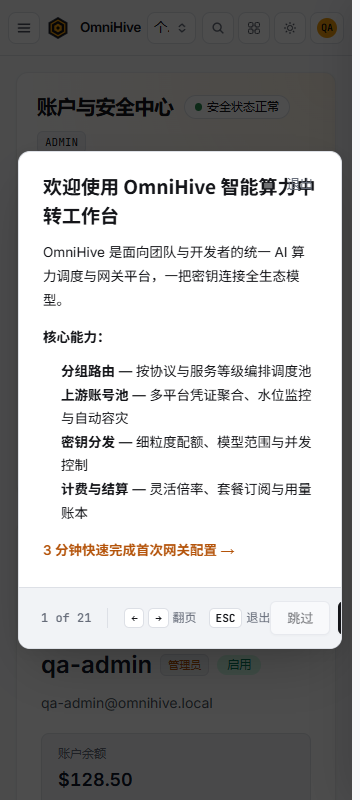 OmniHive
个.
QA
账户与安全中心
安全状态正常
ADMIN
欢迎使用 OmniHive 智能算力中
转工作台
OmniHive 是面向团队与开发者的统一 AI 算
力调度与网关平台，一把密钥连接全生态模
型。
核心能力：
分组路由 — 按协议与服务等级编排调度池
上游账号池 — 多平台凭证聚合、水位监控
与自动容灾
密钥分发 — 细粒度配额、模型范围与并发
控制
计费与结算 — 灵活倍率、套餐订阅与用量
账本
3 分钟快速完成首次网关配置 →
1 of 21
← → 翻页 ESC 退出
跳过
qa-admin
管理员
启用
qa-admin@omnihive.local
账户余额
$128.50